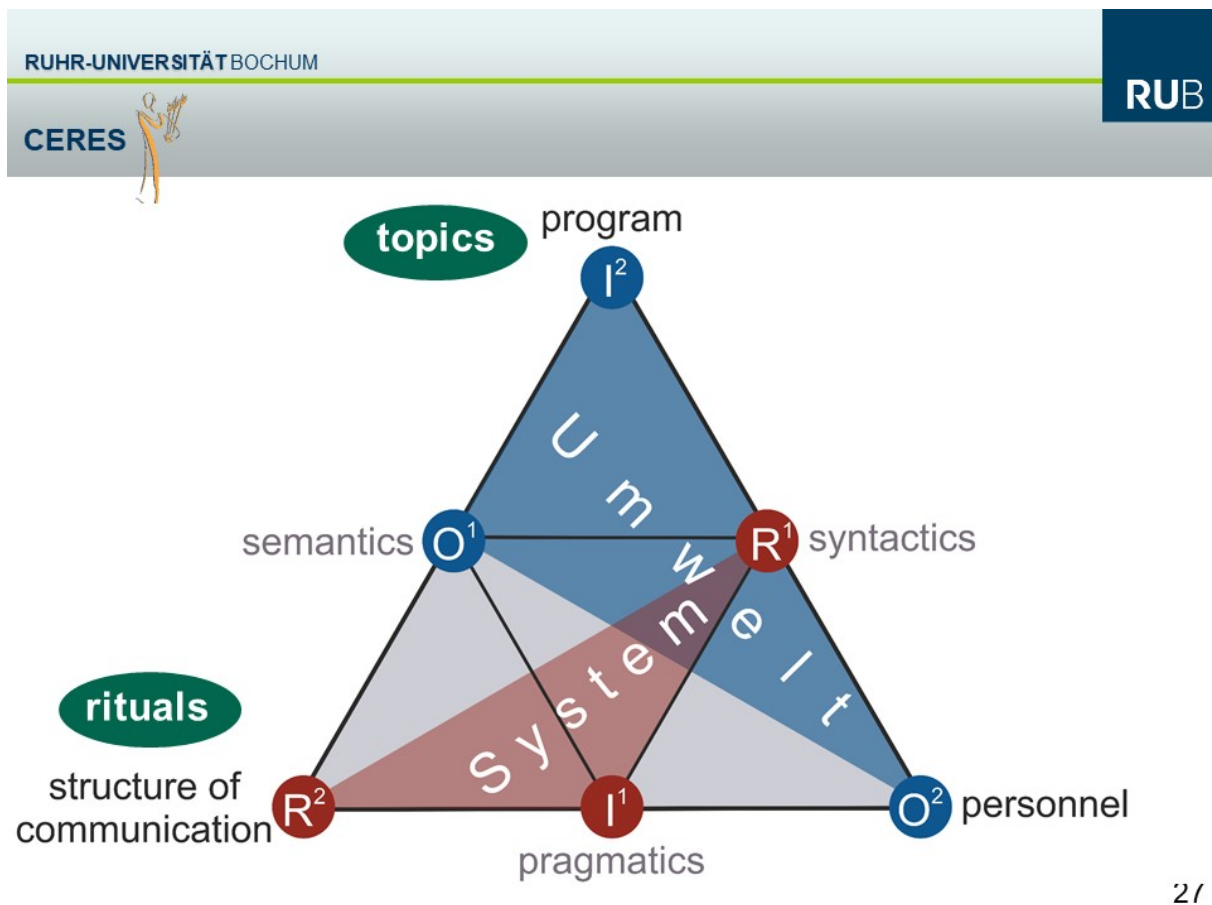 RUHR-UNIVERSITÄT BOCHUM
RUB
CERES
topics
program
I²
Umwelt
semantics
O¹
R¹
syntactics
System
rituals
structure of
communication
R²
I¹
O²
personnel
pragmatics
27